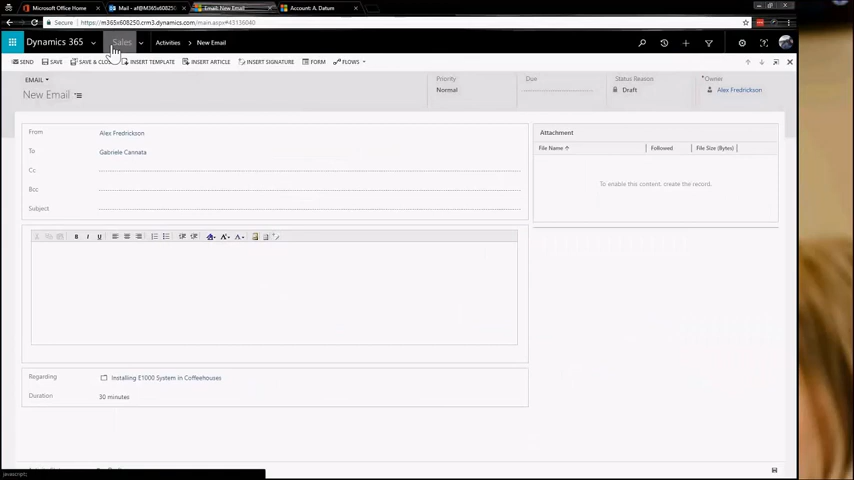 Microsoft Office Home
Mail - af@M365x608250.
Email: New Email
Account: A. Datum
Secure | https://m365x608250.crm3.dynamics.com/main.aspx#43136040
Dynamics 365
Sales
Activities
New Email
SEND
SAVE
SAVE & CLOSE
INSERT TEMPLATE
INSERT ARTICLE
INSERT SIGNATURE
FORM
FLOWS
EMAIL
New Email
Priority
Normal
Due
Status Reason
Draft
*Owner
Alex Fredrickson
From
Alex Fredrickson
To
Gabriele Cannata
Cc
Bcc
Subject
Attachment
File Name
Followed
File Size (Bytes)
To enable this content, create the record.
B I U
Regarding
Installing E1000 System in Coffeehouses
Duration
30 minutes
javascript: